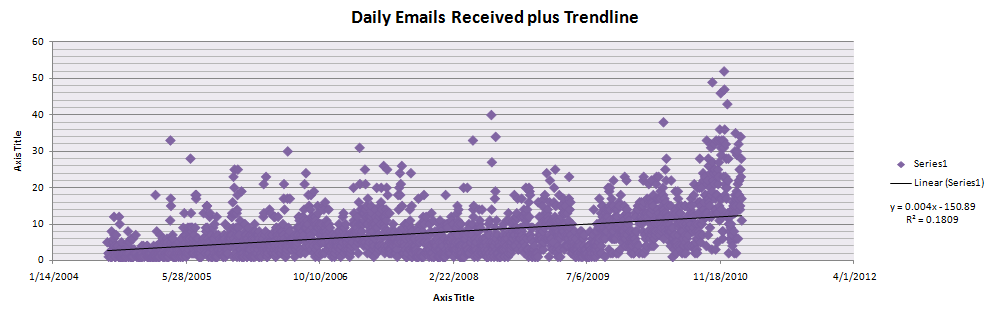 Daily Emails Received plus Trendline
60
50
40
30
20
10
0
Axis Title
1/14/2004
5/28/2005
10/10/2006
2/22/2008
7/6/2009
11/18/2010
4/1/2012
Axis Title
Series1
Linear (Series1)
y = 0.004x - 150.89
R² = 0.1809